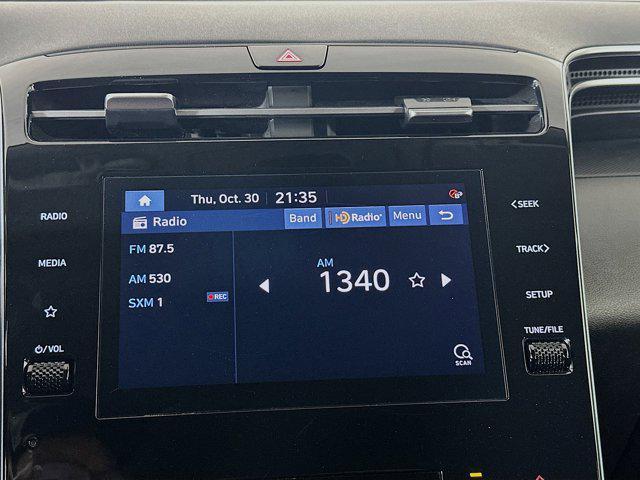 Thu, Oct. 30 21:35
Radio Band HD Radio Menu
FM 87.5
AM 530
SXM 1 REC
AM
1340
SCAN
RADIO
MEDIA
VOL
<SEEK
TRACK>
SETUP
TUNE/FILE